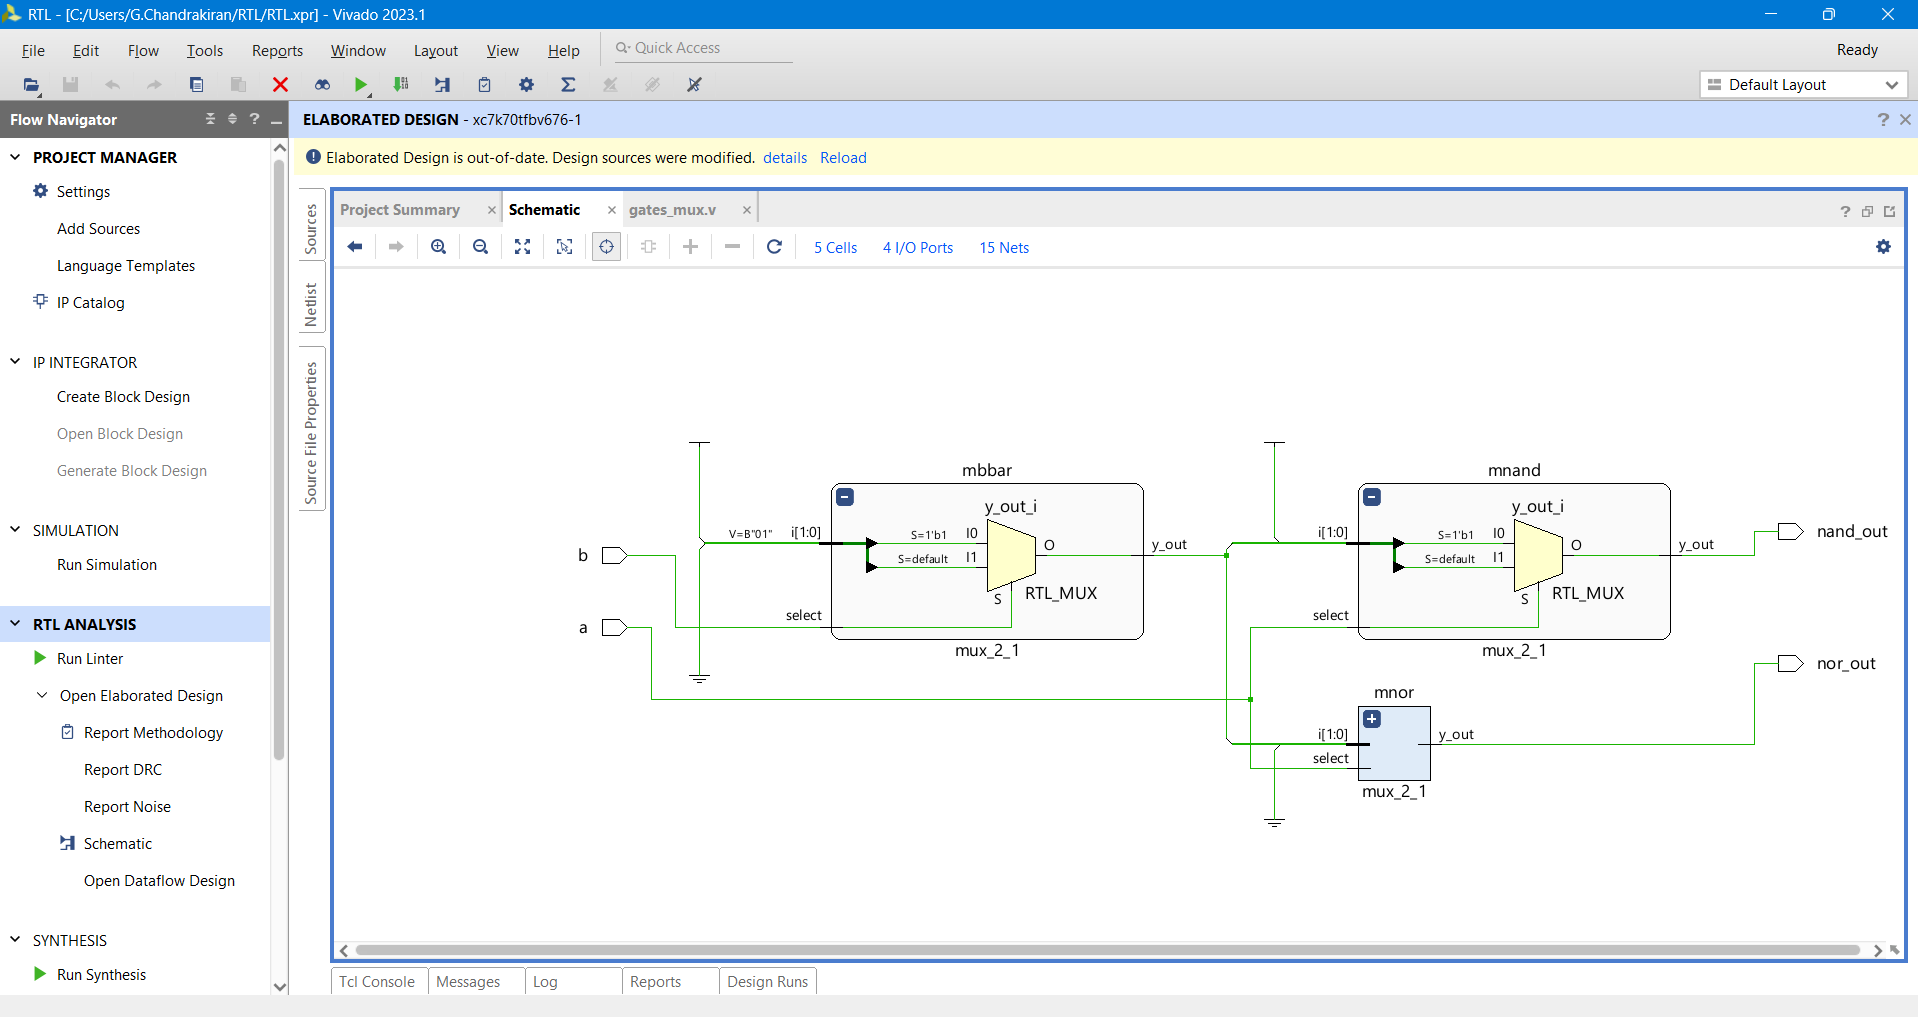 RTL - [C:/Users/G.Chandrakiran/RTL/RTL.xpr] - Vivado 2023.1
File Edit Flow Tools Reports Window Layout View Help Quick Access Ready
Default Layout
Flow Navigator
PROJECT MANAGER
Settings
Add Sources
Language Templates
IP Catalog
IP INTEGRATOR
Create Block Design
Open Block Design
Generate Block Design
SIMULATION
Run Simulation
RTL ANALYSIS
Run Linter
Open Elaborated Design
Report Methodology
Report DRC
Report Noise
Schematic
Open Dataflow Design
SYNTHESIS
Run Synthesis
ELABORATED DESIGN - xc7k70tfbv676-1
Elaborated Design is out-of-date. Design sources were modified. details Reload
Sources
Netlist
Source File Properties
Project Summary Schematic gates_mux.v
5 Cells 4 I/O Ports 15 Nets
b
a
mbbar
y_out_i
V=B"01" i[1:0] S=1'b1 I0
S=default I1
O
S
RTL_MUX
select
y_out
mux_2_1
mnand
y_out_i
i[1:0] S=1'b1 I0
S=default I1
O
S
RTL_MUX
select
y_out
mux_2_1
nand_out
mnor
i[1:0]
select
y_out
mux_2_1
nor_out
Tcl Console Messages Log Reports Design Runs